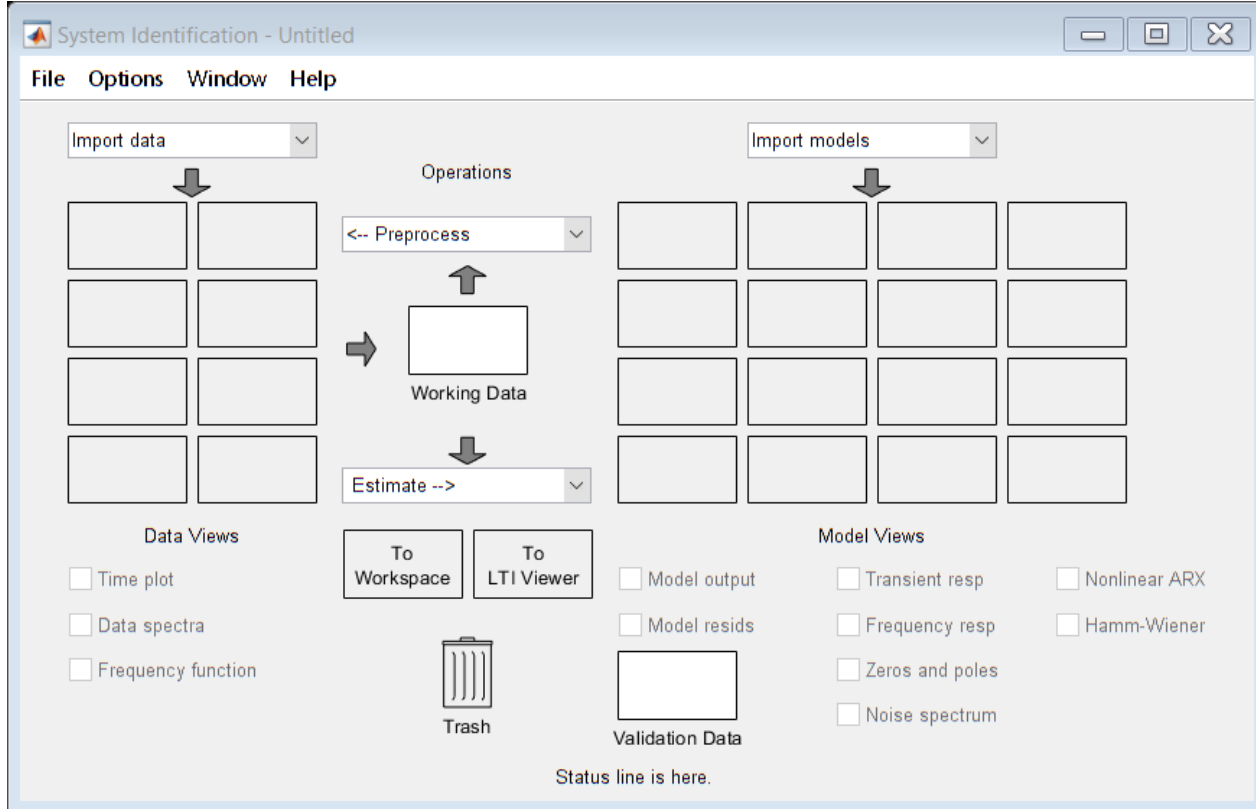 System Identification - Untitled
File Options Window Help
Import data
Import models
Operations
<-- Preprocess
Working Data
Estimate -->
Data Views
Model Views
To
Workspace
To
LTI Viewer
Time plot
Data spectra
Frequency function
Model output
Model resids
Transient resp
Frequency resp
Zeros and poles
Noise spectrum
Nonlinear ARX
Hamm-Wiener
Trash
Validation Data
Status line is here.